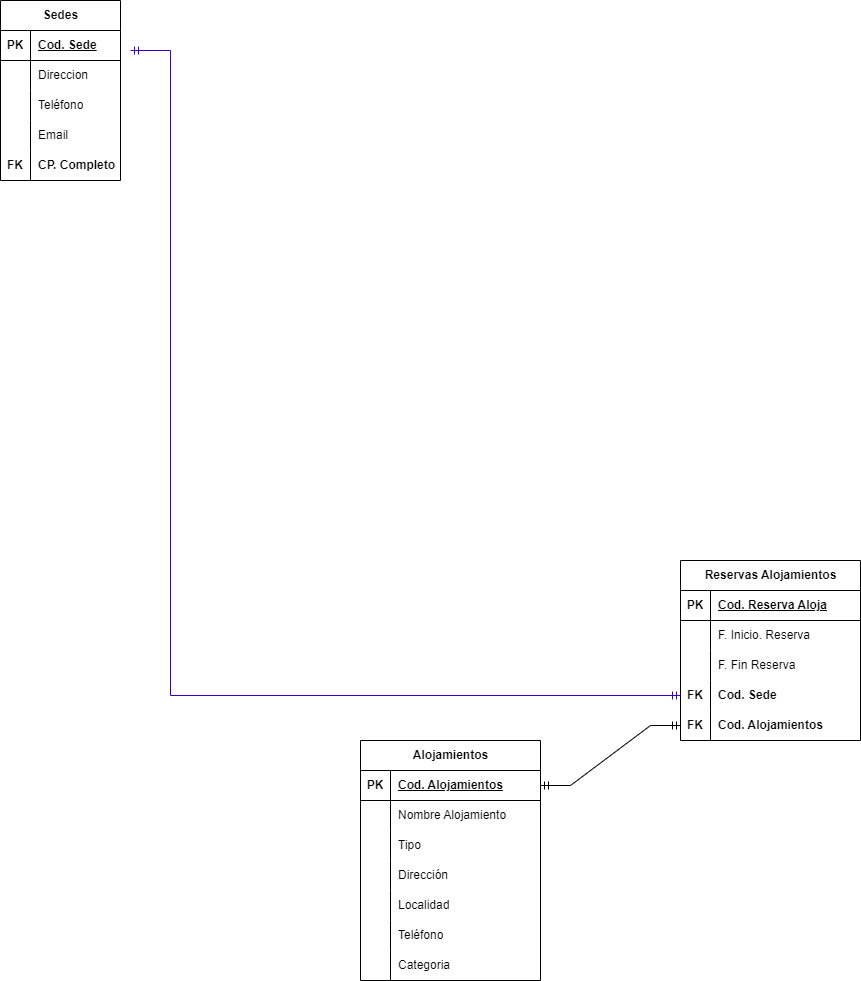 Sedes
PK Cod. Sede
Direccion
Teléfono
Email
FK CP. Completo
Reservas Alojamientos
PK Cod. Reserva Aloja
F. Inicio. Reserva
F. Fin Reserva
FK Cod. Sede
FK Cod. Alojamientos
Alojamientos
PK Cod. Alojamientos
Nombre Alojamiento
Tipo
Dirección
Localidad
Teléfono
Categoria